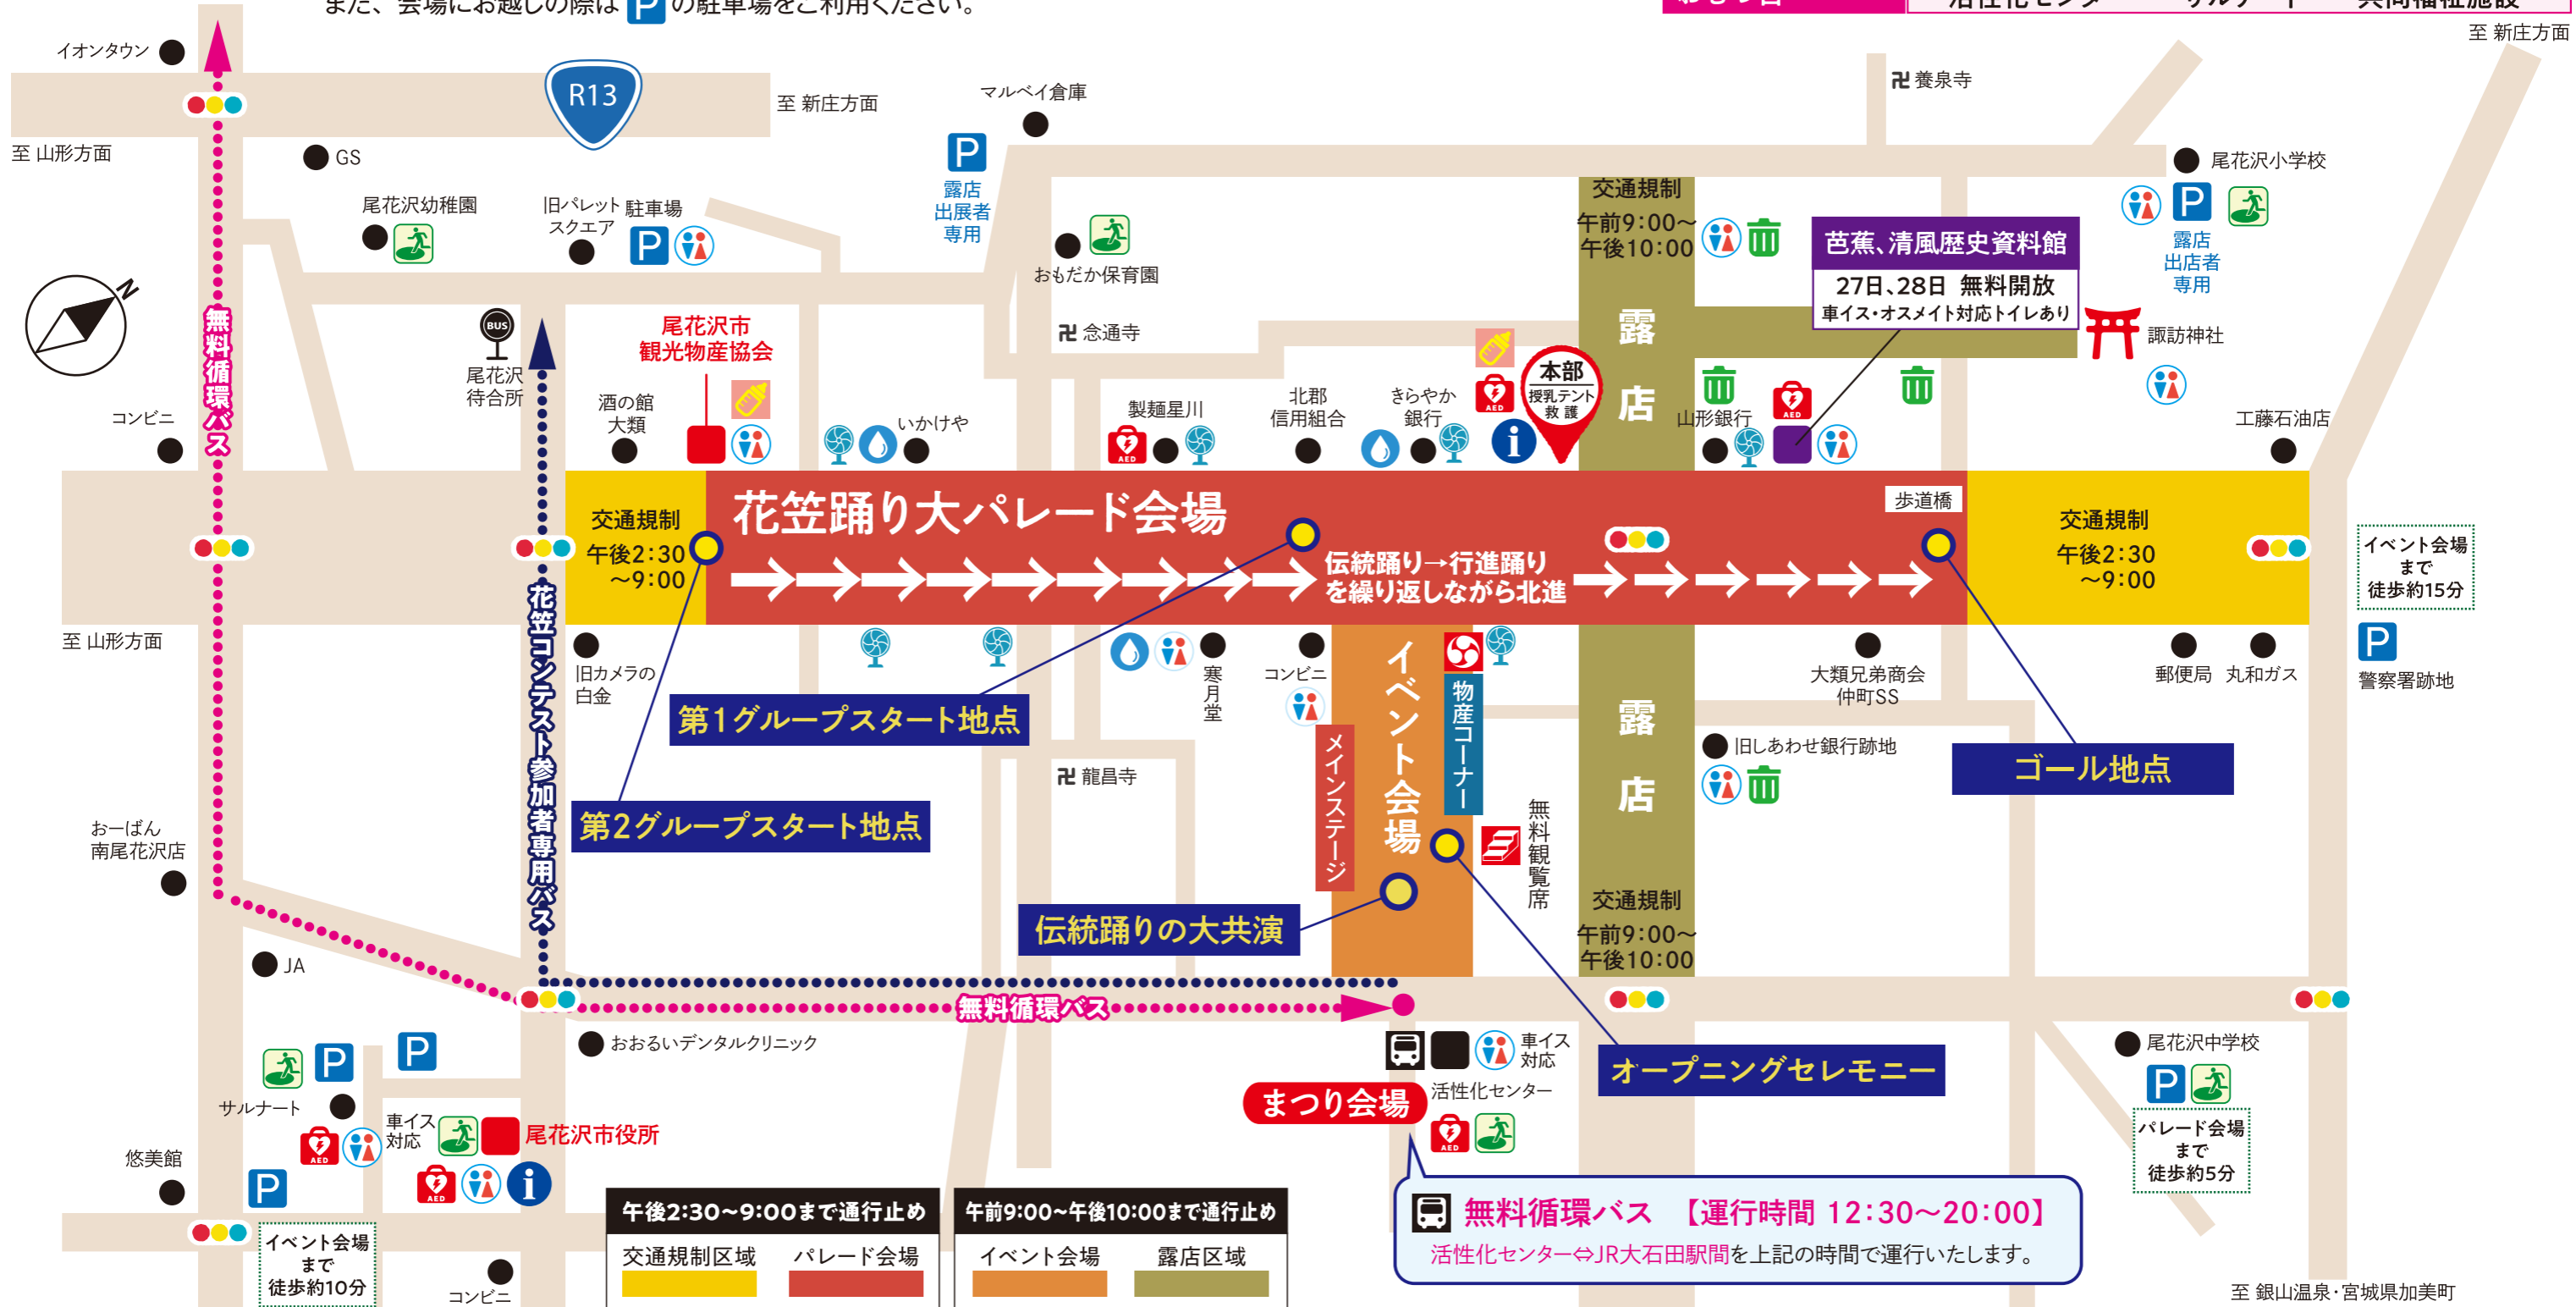 また、会場にお越しの際は P の駐車場をご利用ください。
至 新庄方面
イオンタウン
R13
至 新庄方面
至 山形方面
GS
マルベイ倉庫
P
露店
出展者
専用
卍 養泉寺
尾花沢小学校
P
露店
出店者
専用
尾花沢幼稚園
旧パレット
スクエア
駐車場
P
おもだか保育園
交通規制
午前9:00～
午後10:00
露店
芭蕉、清風歴史資料館
27日、28日 無料開放
車イス・オスメイト対応トイレあり
諏訪神社
N
無料循環バス
BUS
尾花沢
待合所
尾花沢市
観光物産協会
卍 念通寺
本部
授乳テント
救護
コンビニ
酒の館
大類
いかけや
製麺星川
AED
北郡
信用組合
きらやか
銀行
AED
i
山形銀行
AED
工藤石油店
交通規制
午後2:30
～9:00
花笠踊り大パレード会場
伝統踊り→行進踊り
を繰り返しながら北進
歩道橋
交通規制
午後2:30
～9:00
イベント会場
まで
徒歩約15分
P
警察署跡地
至 山形方面
花笠コンテスト参加者専用バス
旧カメラの
白金
寒月堂
コンビニ
イベント会場
物産コーナー
メインステージ
無料観覧席
露店
交通規制
午前9:00～
午後10:00
大類兄弟商会
仲町SS
郵便局
丸和ガス
第1グループスタート地点
第2グループスタート地点
卍 龍昌寺
旧しあわせ銀行跡地
ゴール地点
おーばん
南尾花沢店
伝統踊りの大共演
JA
無料循環バス
おおるいデンタルクリニック
車イス
対応
活性化センター
AED
まつり会場
オープニングセレモニー
尾花沢中学校
P
パレード会場
まで
徒歩約5分
P
P
サルナート
AED
車イス
対応
尾花沢市役所
AED
i
悠美館
P
イベント会場
まで
徒歩約10分
コンビニ
午後2:30～9:00まで通行止め
交通規制区域
パレード会場
午前9:00～午後10:00まで通行止め
イベント会場
露店区域
無料循環バス 【運行時間 12:30～20:00】
活性化センター⇔JR大石田駅間を上記の時間で運行いたします。
至 銀山温泉・宮城県加美町